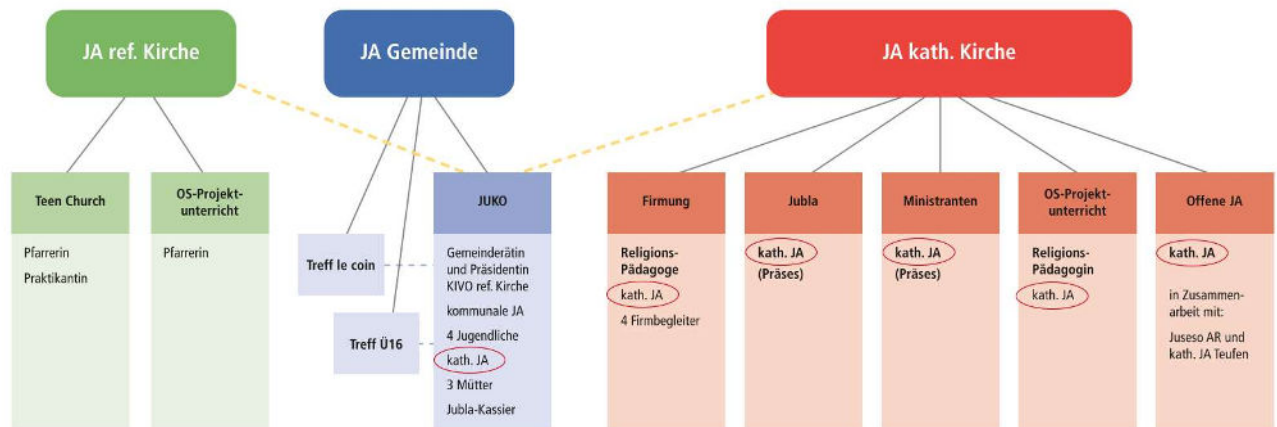 JA ref. Kirche
JA Gemeinde
JA kath. Kirche
Teen Church
Pfarrerin
Praktikantin
OS-Projekt-
unterricht
Pfarrerin
Treff le coin
Treff Ü16
JUKO
Gemeinderätin
und Präsidentin
KIVO ref. Kirche
kommunale JA
4 Jugendliche
kath. JA
3 Mütter
Jubla-Kassier
Firmung
Religions-
Pädagoge
kath. JA
4 Firmbegleiter
Jubla
kath. JA
(Präses)
Ministranten
kath. JA
(Präses)
OS-Projekt-
unterricht
Religions-
Pädagogin
kath. JA
Offene JA
kath. JA
in Zusammen-
arbeit mit:
Juseso AR und
kath. JA Teufen